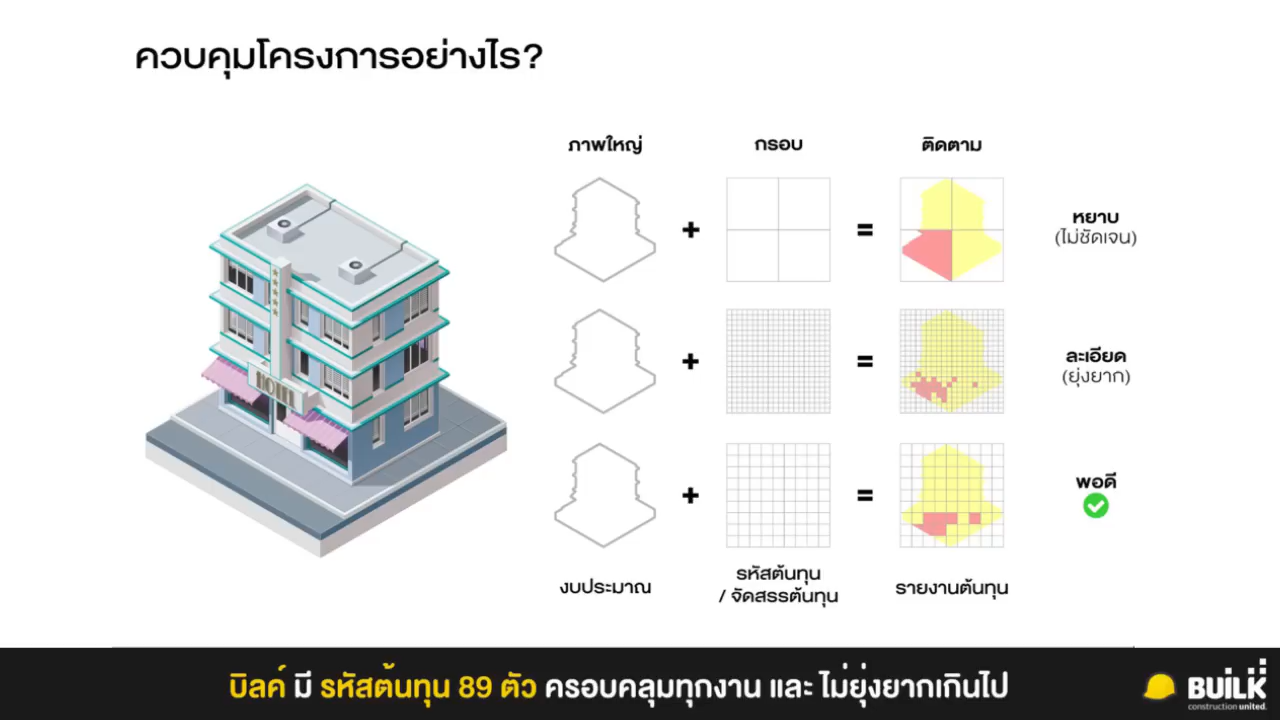 ควบคุมโครงการอย่างไร?
ภาพใหญ่
กรอบ
ติดตาม
+
=
หยาบ
(ไม่ชัดเจน)
+
=
ละเอียด
(ยุ่งยาก)
+
=
พอดี
งบประมาณ
รหัสต้นทุน
/ จัดสรรต้นทุน
รายงานต้นทุน
HOTEL
บิลค์ มี รหัสต้นทุน 89 ตัว ครอบคลุมทุกงาน และ ไม่ยุ่งยากเกินไป
BUILK
construction united.